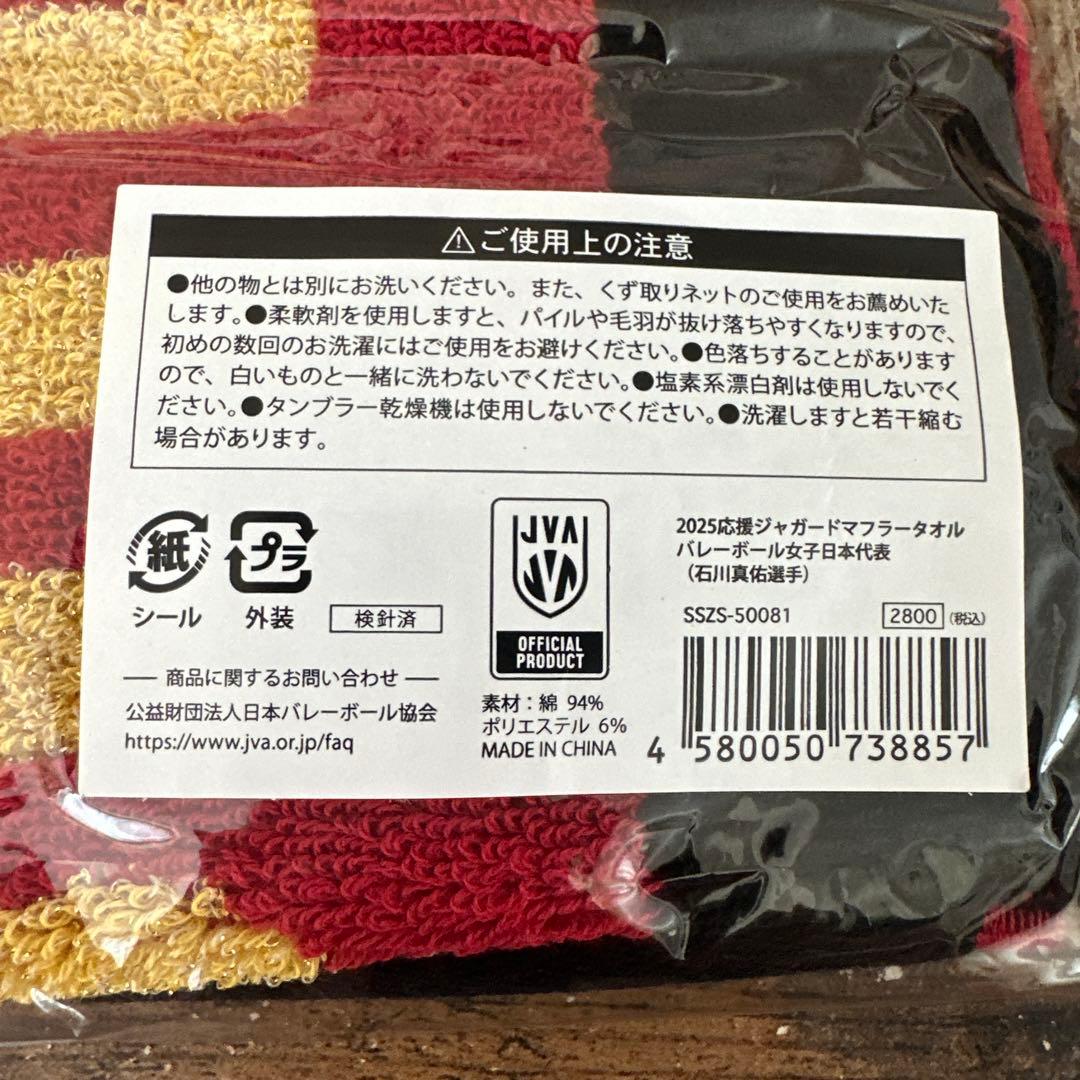 ⚠ご使用上の注意
●他の物とは別にお洗いください。また、くず取りネットのご使用をお薦めいた
します。●柔軟剤を使用しますと、パイルや毛羽が抜け落ちやすくなりますので、
初めの数回のお洗濯にはご使用をお避けください。●色落ちすることがあります
ので、白いものと一緒に洗わないでください。●塩素系漂白剤は使用しないでく
ださい。●タンブラー乾燥機は使用しないでください。●洗濯しますと若干縮む
場合があります。
紙
シール
プラ
外装
検針済
商品に関するお問い合わせ
公益財団法人日本バレーボール協会
https://www.jva.or.jp/faq
JVA
OFFICIAL
PRODUCT
素材：綿 94%
ポリエステル 6%
MADE IN CHINA
2025応援ジャガードマフラータオル
バレーボール女子日本代表
（石川真佑選手）
SSZS-50081
2800 (税込)
4 580050 738857